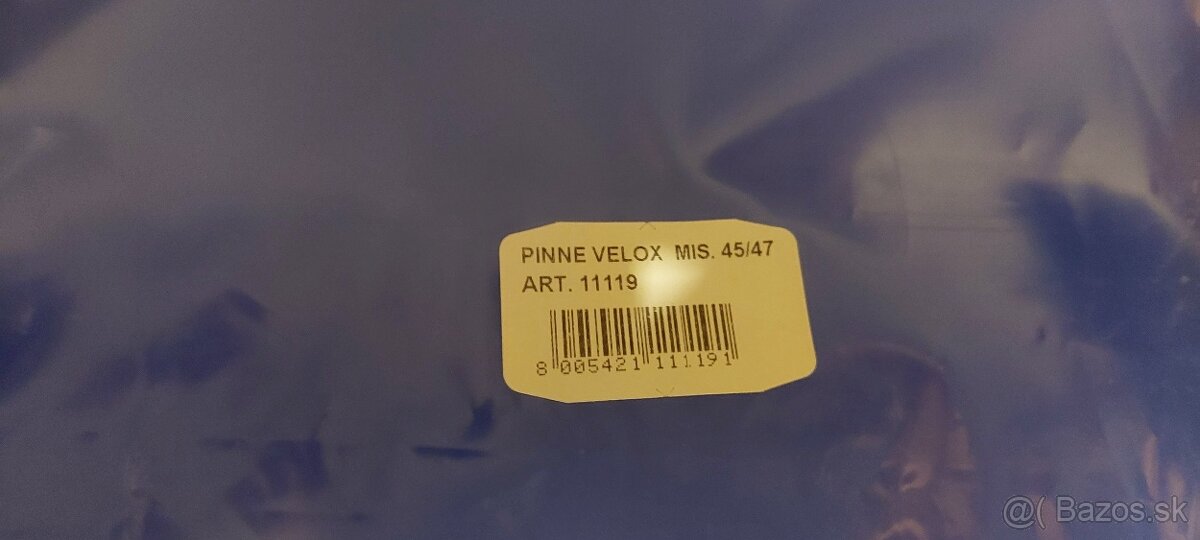 PINNE VELOX MIS. 45/47
ART. 11119
8 005421 111191
@( Bazos.sk